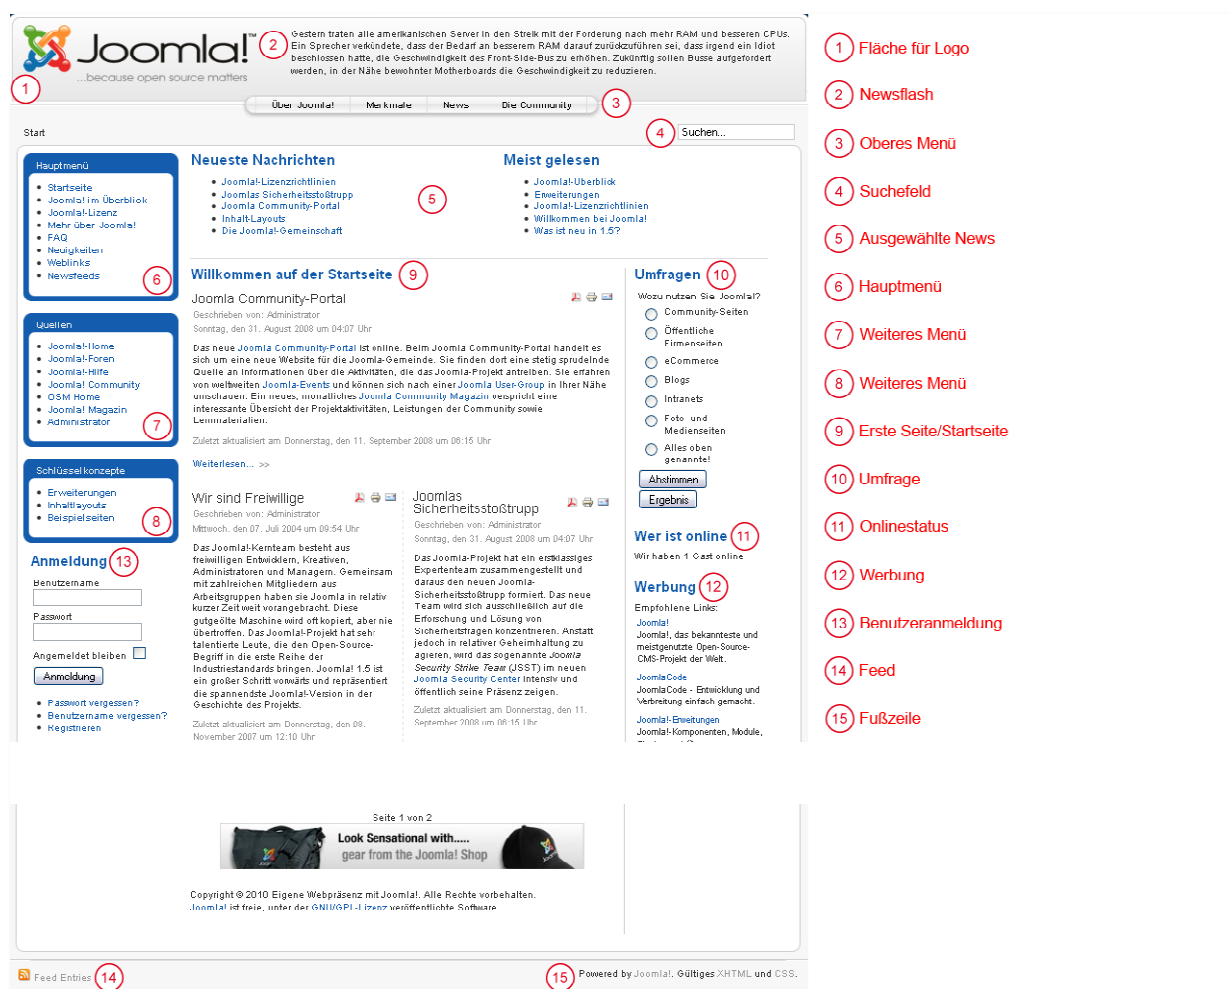 Joomla!™
...because open source matters
1
2
Gestern traten alle amerikanischen Server in den Streik mit der Forderung nach mehr RAM und besseren CPUs.
Ein Sprecher verkündete, dass der Bedarf an besserem RAM darauf zurückzuführen sei, dass irgend ein Idiot
beschlossen hatte, die Geschwindigkeit des Front-Side-Bus zu erhöhen. Zukünftig sollen Busse aufgefordert
werden, in der Nähe bewohnter Motherboards die Geschwindigkeit zu reduzieren.
Über Joomla! Merkmale News Die Community 3
Start
4 Suchen...
Hauptmenü
Startseite
Joomla! im Überblick
Joomla!-Lizenz
Mehr über Joomla!
FAQ
Neuigkeiten
Weblinks
Newsfeeds
6
Quellen
Joomla!-Home
Joomla!-Foren
Joomla!-Hilfe
Joomla! Community
OSM Home
Joomla! Magazin
Administrator
7
Schlüsselkonzepte
Erweiterungen
Inhaltlayouts
Beispielseiten
8
Anmeldung 13
Benutzername
Passwort
Angemeldet bleiben
Anmeldung
Passwort vergessen?
Benutzername vergessen?
Registrieren
Neueste Nachrichten
Joomla!-Lizenzrichtlinien
Joomlas Sicherheitsstoßtrupp
Joomla Community-Portal
Inhalt-Layouts
Die Joomla!-Gemeinschaft
5
Meist gelesen
Joomla!-Überblick
Erweiterungen
Joomla!-Lizenzrichtlinien
Willkommen bei Joomla!
Was ist neu in 1.5?
Willkommen auf der Startseite 9
Joomla Community-Portal
Geschrieben von: Administrator
Sonntag, den 31. August 2008 um 04:07 Uhr
Das neue Joomla Community-Portal ist online. Beim Joomla Community-Portal handelt es
sich um eine neue Website für die Joomla-Gemeinde. Sie finden dort eine stetig sprudelnde
Quelle an Informationen über die Aktivitäten, die das Joomla-Projekt antreiben. Sie erfahren
von weltweiten Joomla-Events und können sich nach einer Joomla User-Group in Ihrer Nähe
umschauen. Ein neues, monatliches Joomla Community Magazin verspricht eine
interessante Übersicht der Projektaktivitäten, Leistungen der Community sowie
Lernmaterialien.
Zuletzt aktualisiert am Donnerstag, den 11. September 2008 um 06:15 Uhr
Weiterlesen... >>
Wir sind Freiwillige
Geschrieben von: Administrator
Mittwoch, den 07. Juli 2004 um 09:54 Uhr
Das Joomla!-Kernteam besteht aus
freiwilligen Entwicklern, Kreativen,
Administratoren und Managern. Gemeinsam
mit zahlreichen Mitgliedern aus
Arbeitsgruppen haben sie Joomla in relativ
kurzer Zeit weit vorangebracht. Diese
gutgeölte Maschine wird oft kopiert, aber nie
übertroffen. Das Joomla!-Projekt hat sehr
talentierte Leute, die den Open-Source-
Begriff in die erste Reihe der
Industriestandards bringen. Joomla! 1.5 ist
ein großer Schritt vorwärts und repräsentiert
die spannendste Joomla!-Version in der
Geschichte des Projekts.
Zuletzt aktualisiert am Donnerstag, den 09.
November 2007 um 12:10 Uhr
Joomlas
Sicherheitsstoßtrupp
Geschrieben von: Administrator
Sonntag, den 31. August 2008 um 04:07 Uhr
Das Joomla-Projekt hat ein erstklassiges
Expertenteam zusammengestellt und
daraus den neuen Joomla-
Sicherheitsstoßtrupp formiert. Das neue
Team wird sich ausschließlich auf die
Erforschung und Lösung von
Sicherheitsfragen konzentrieren. Anstatt
jedoch in relativer Geheimhaltung zu
agieren, wird das sogenannte Joomla
Security Strike Team (JSST) im neuen
Joomla Security Center intensiv und
öffentlich seine Präsenz zeigen.
Zuletzt aktualisiert am Donnerstag, den 11.
September 2008 um 06:15 Uhr
Umfragen 10
Wozu nutzen Sie Joomla!?
Community-Seiten
Öffentliche
Firmenseiten
eCommerce
Blogs
Intranets
Foto- und
Medienseiten
Alles oben
genannte!
Abstimmen
Ergebnis
Wer ist online 11
Wir haben 1 Gast online
Werbung 12
Empfohlene Links:
Joomla!
Joomla!, das bekannteste und
meistgenutzte Open-Source-
CMS-Projekt der Welt.
JoomlaCode
JoomlaCode - Entwicklung und
Verbreitung einfach gemacht.
Joomla!-Erweitungen
Joomla!-Komponenten, Module,
Seite 1 von 2
Look Sensational with.....
gear from the Joomla! Shop
Copyright © 2010 Eigene Webpräsenz mit Joomla!. Alle Rechte vorbehalten.
Joomla! ist freie, unter der GNU/GPL-Lizenz veröffentlichte Software.
Feed Entries 14
15 Powered by Joomla!. Gültiges XHTML und CSS.
1 Fläche für Logo
2 Newsflash
3 Oberes Menü
4 Suchefeld
5 Ausgewählte News
6 Hauptmenü
7 Weiteres Menü
8 Weiteres Menü
9 Erste Seite/Startseite
10 Umfrage
11 Onlinestatus
12 Werbung
13 Benutzeranmeldung
14 Feed
15 Fußzeile